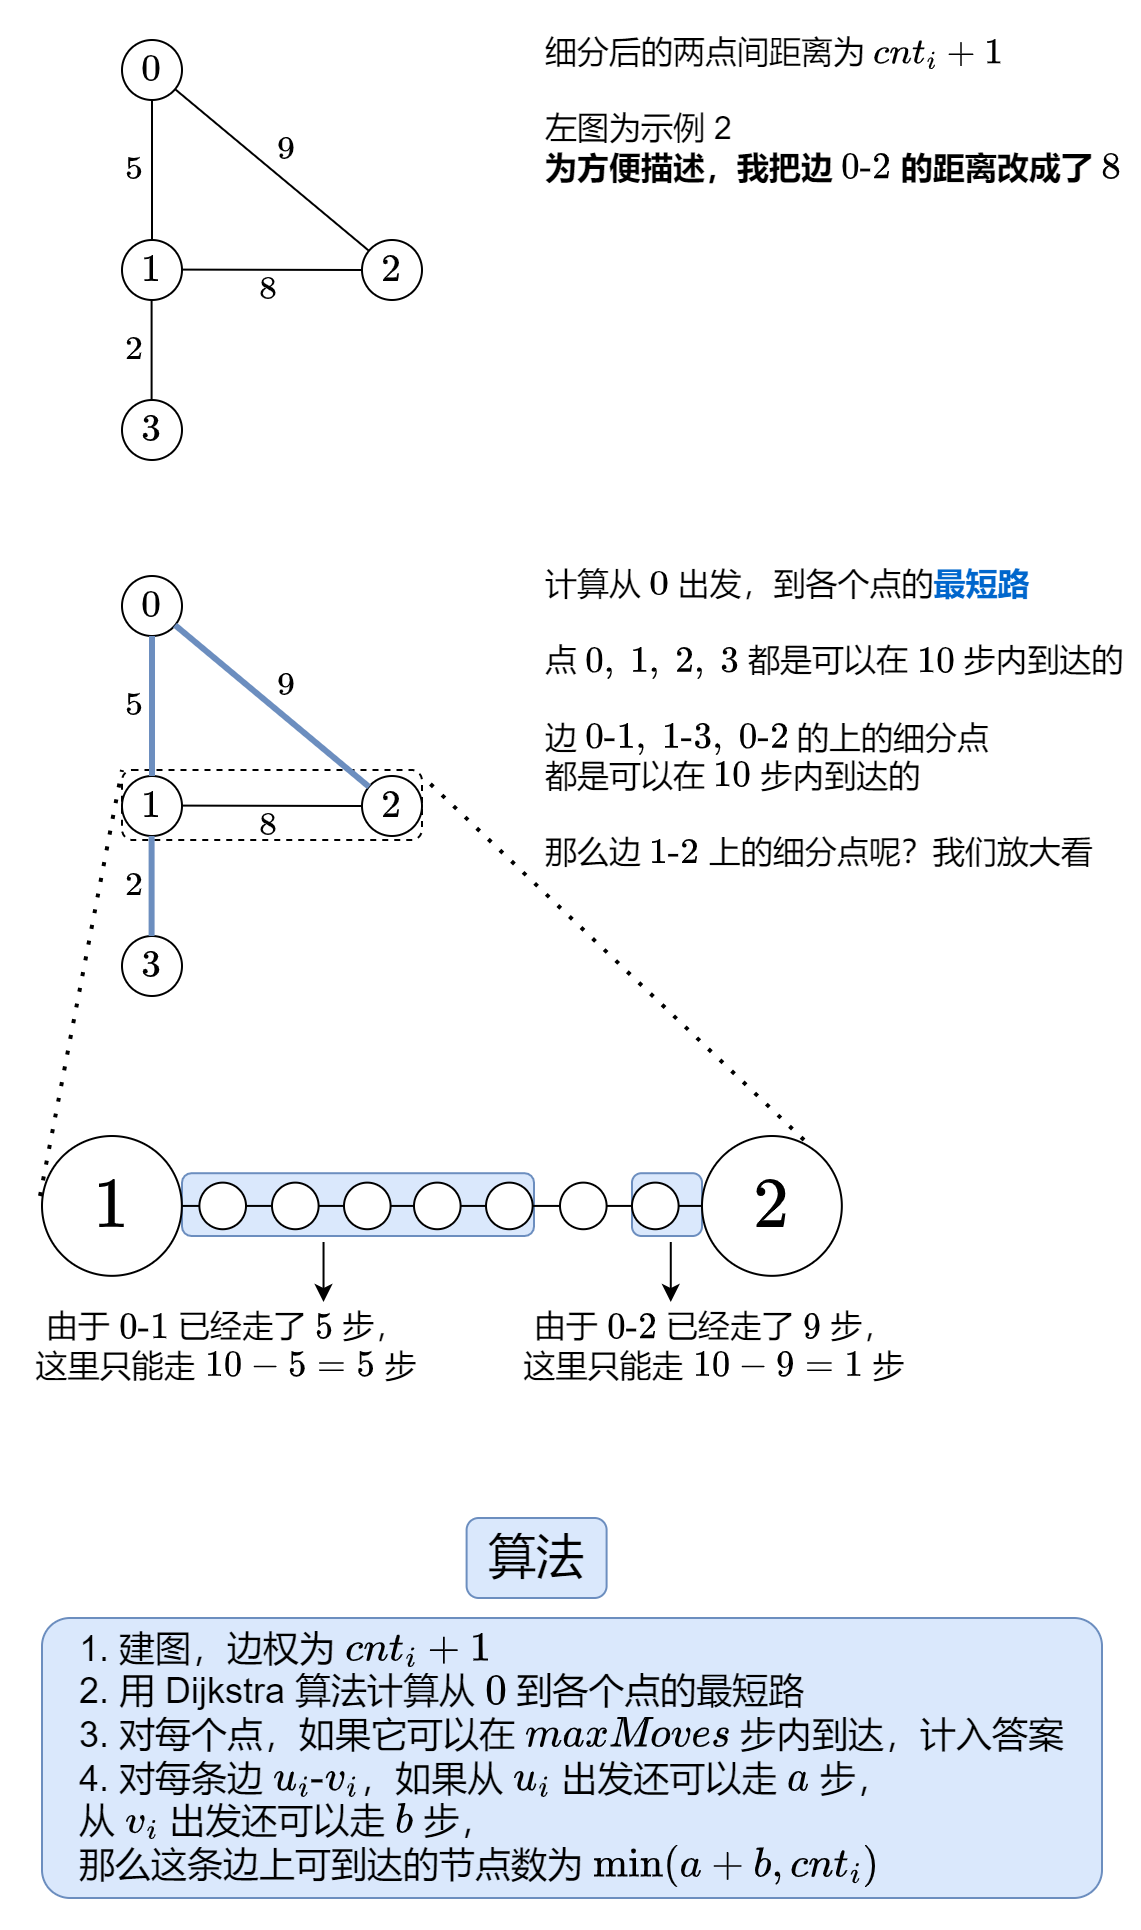 0
细分后的两点间距离为 cnt_i + 1
左图为示例 2
为方便描述，我把边 0-2 的距离改成了 8
5
9
1
2
8
2
3
0
计算从 0 出发，到各个点的最短路
点 0, 1, 2, 3 都是可以在 10 步内到达的
边 0-1, 1-3, 0-2 的上的细分点
都是可以在 10 步内到达的
那么边 1-2 上的细分点呢？我们放大看
5
9
1
2
8
2
3
1
2
由于 0-1 已经走了 5 步，
这里只能走 10 − 5 = 5 步
由于 0-2 已经走了 9 步，
这里只能走 10 − 9 = 1 步
算法
1. 建图，边权为 cnt_i + 1
2. 用 Dijkstra 算法计算从 0 到各个点的最短路
3. 对每个点，如果它可以在 maxMoves 步内到达，计入答案
4. 对每条边 u_i-v_i，如果从 u_i 出发还可以走 a 步，
从 v_i 出发还可以走 b 步，
那么这条边上可到达的节点数为 min(a + b, cnt_i)